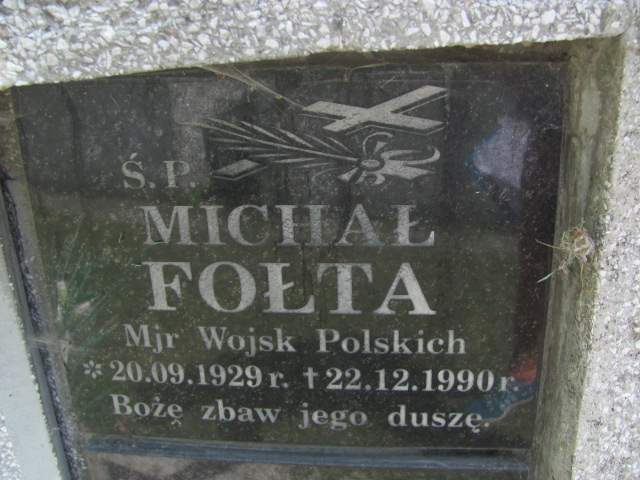 Ś.P.
MICHAŁ
FOŁTA
Mjr Wojsk Polskich
* 20.09.1929 r. † 22.12.1990 r.
Boże zbaw jego duszę.